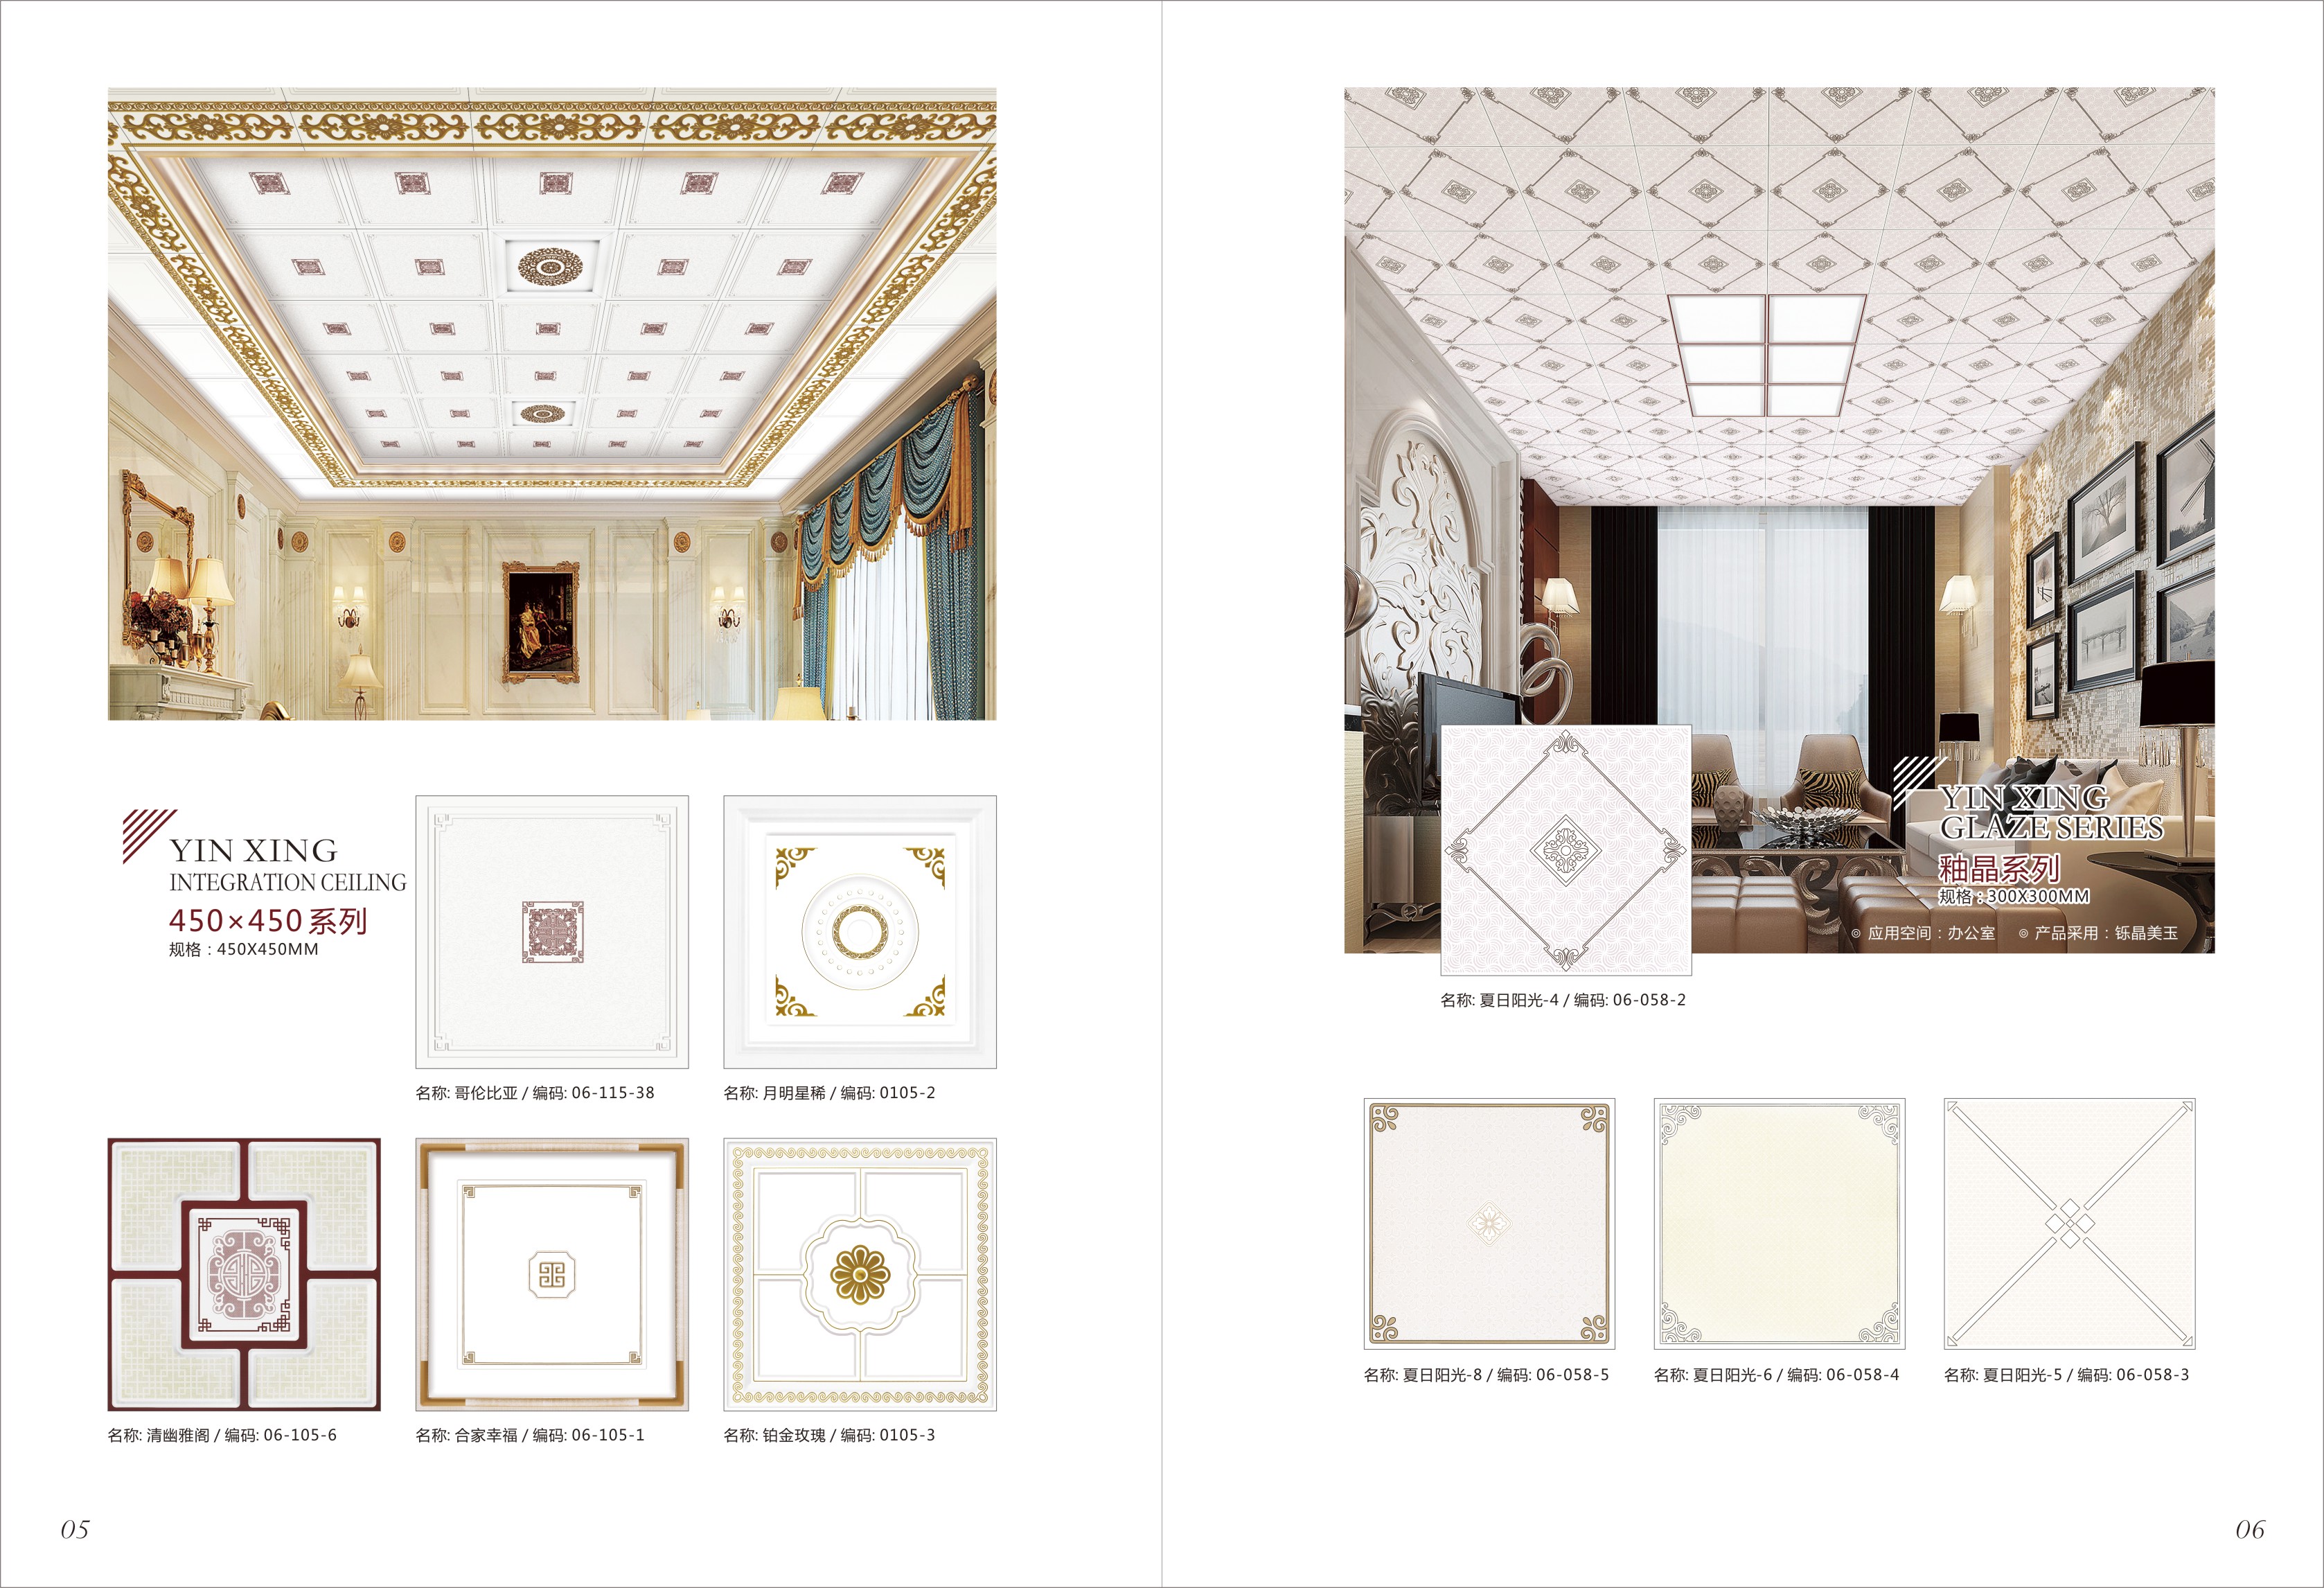 YIN XING
INTEGRATION CEILING
450×450系列
规格：450X450MM
名称: 哥伦比亚 / 编码: 06-115-38
名称: 月明星稀 / 编码: 0105-2
名称: 清幽雅阁 / 编码: 06-105-6
名称: 合家幸福 / 编码: 06-105-1
名称: 铂金玫瑰 / 编码: 0105-3
05
YIN XING
GLAZE SERIES
釉晶系列
规格：300X300MM
◎ 应用空间：办公室 ◎ 产品采用：铄晶美玉
名称: 夏日阳光-4 / 编码: 06-058-2
名称: 夏日阳光-8 / 编码: 06-058-5
名称: 夏日阳光-6 / 编码: 06-058-4
名称: 夏日阳光-5 / 编码: 06-058-3
06